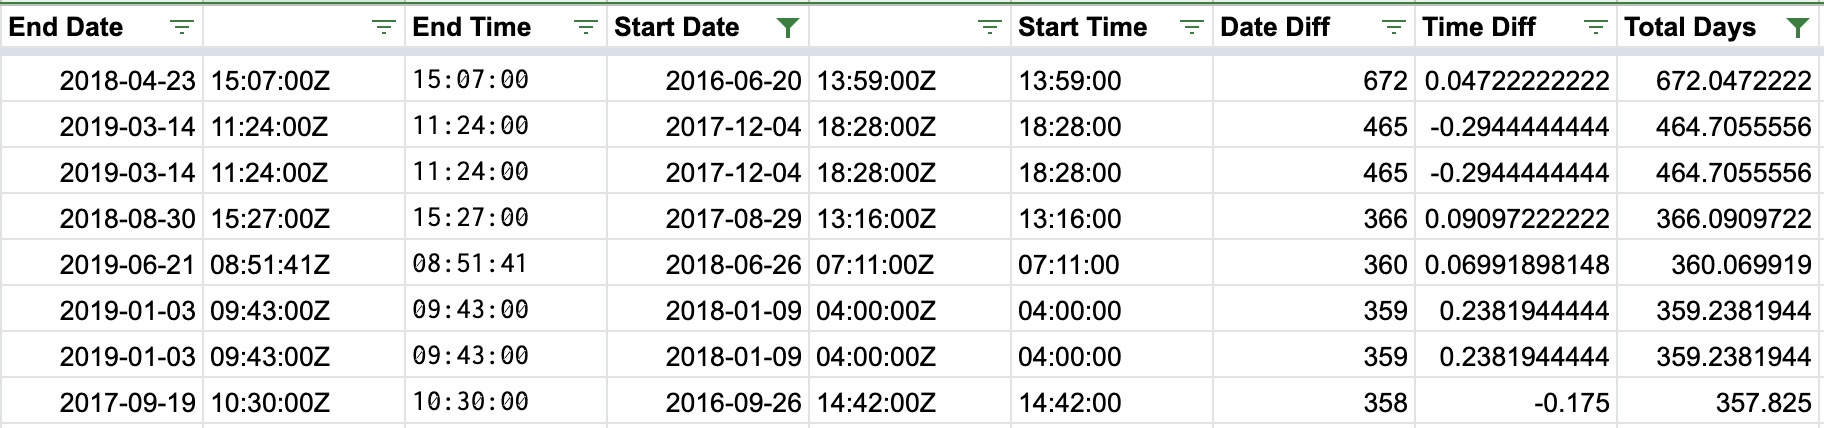 End Date End Time Start Date Start Time Date Diff Time Diff Total Days
2018-04-23 15:07:00Z 15:07:00 2016-06-20 13:59:00Z 13:59:00 672 0.04722222222 672.0472222
2019-03-14 11:24:00Z 11:24:00 2017-12-04 18:28:00Z 18:28:00 465 -0.2944444444 464.7055556
2019-03-14 11:24:00Z 11:24:00 2017-12-04 18:28:00Z 18:28:00 465 -0.2944444444 464.7055556
2018-08-30 15:27:00Z 15:27:00 2017-08-29 13:16:00Z 13:16:00 366 0.09097222222 366.0909722
2019-06-21 08:51:41Z 08:51:41 2018-06-26 07:11:00Z 07:11:00 360 0.06991898148 360.069919
2019-01-03 09:43:00Z 09:43:00 2018-01-09 04:00:00Z 04:00:00 359 0.2381944444 359.2381944
2019-01-03 09:43:00Z 09:43:00 2018-01-09 04:00:00Z 04:00:00 359 0.2381944444 359.2381944
2017-09-19 10:30:00Z 10:30:00 2016-09-26 14:42:00Z 14:42:00 358 -0.175 357.825